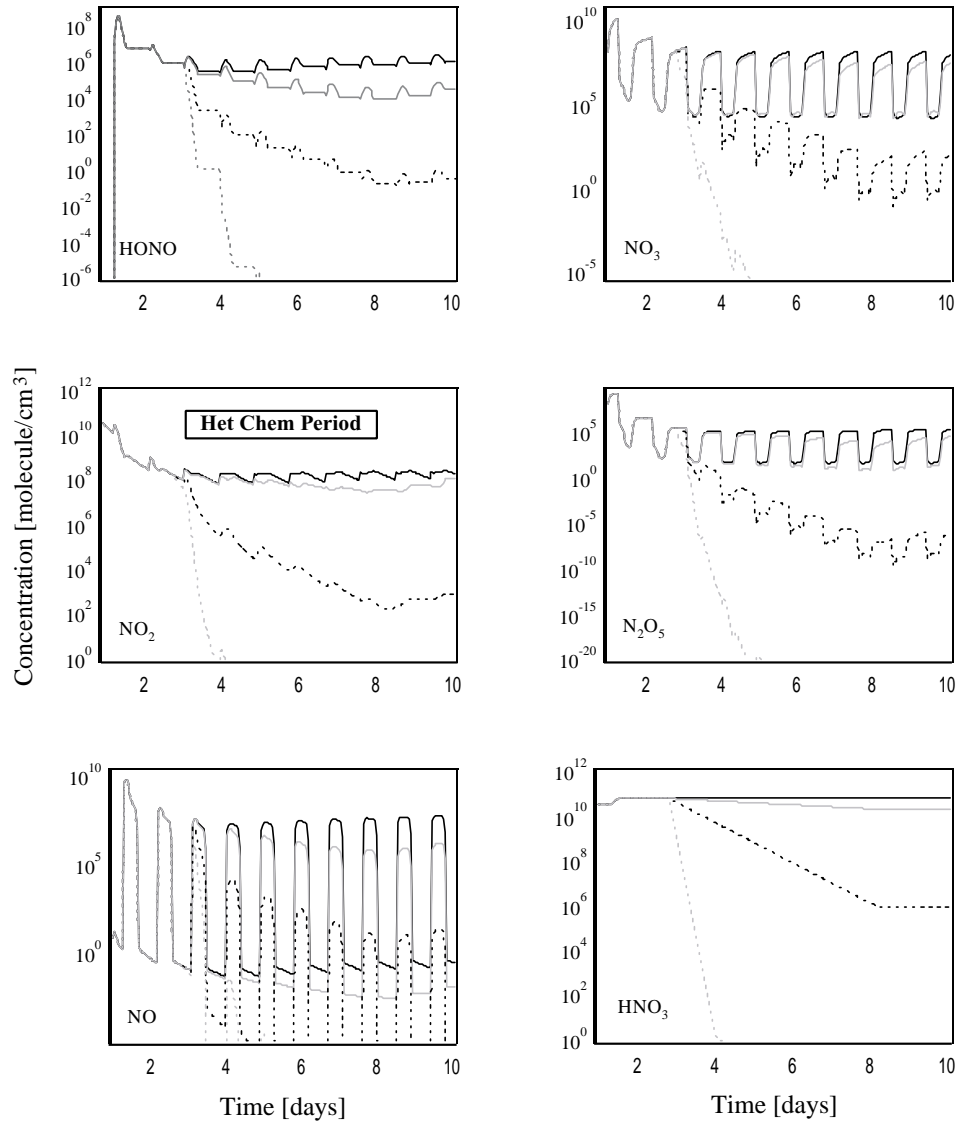 10^8
10^6
10^4
10^2
10^0
10^-2
10^-4
10^-6
HONO
2 4 6 8 10
10^10
10^5
10^0
10^-5
NO_3
2 4 6 8 10
Concentration [molecule/cm^3]
10^12
10^10
10^8
10^6
10^4
10^2
10^0
Het Chem Period
NO_2
2 4 6 8 10
10^5
10^0
10^-5
10^-10
10^-15
10^-20
N_2O_5
2 4 6 8 10
10^10
10^5
10^0
NO
2 4 6 8 10
Time [days]
10^12
10^10
10^8
10^6
10^4
10^2
10^0
HNO_3
2 4 6 8 10
Time [days]